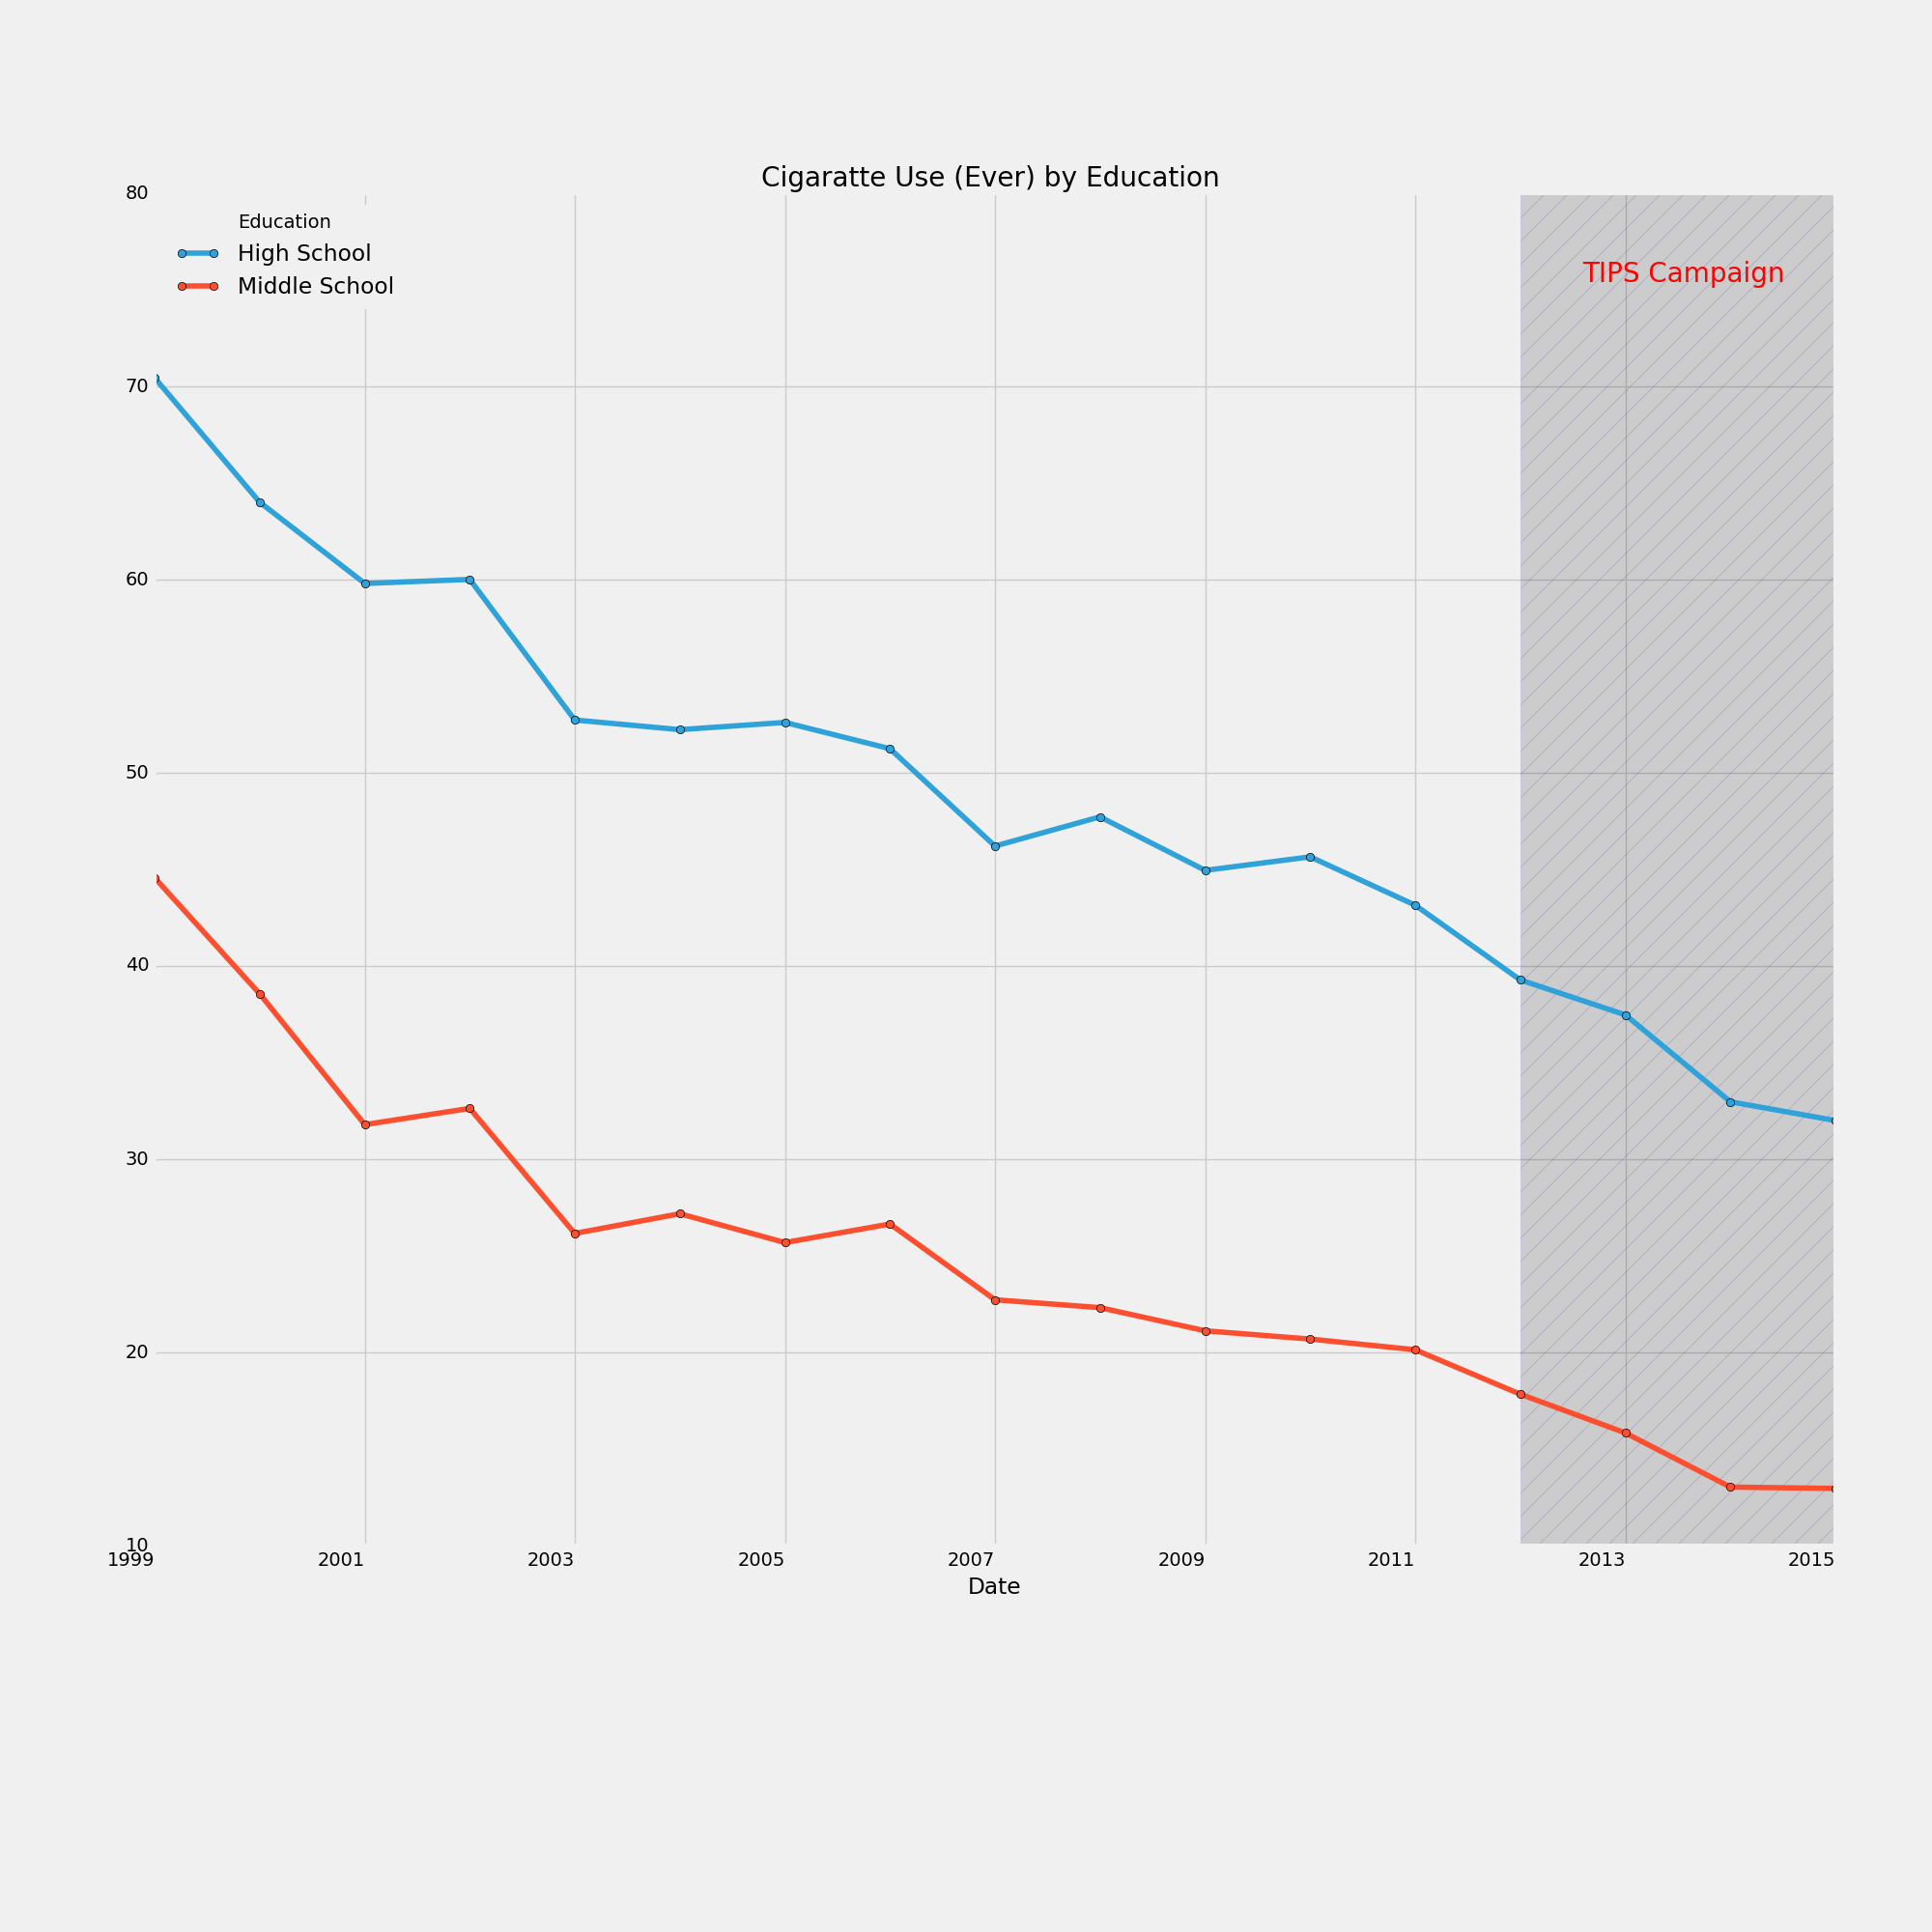 Cigaratte Use (Ever) by Education
80
Education
High School
Middle School
TIPS Campaign
70
60
50
40
30
20
10
1999 2001 2003 2005 2007 2009 2011 2013 2015
Date